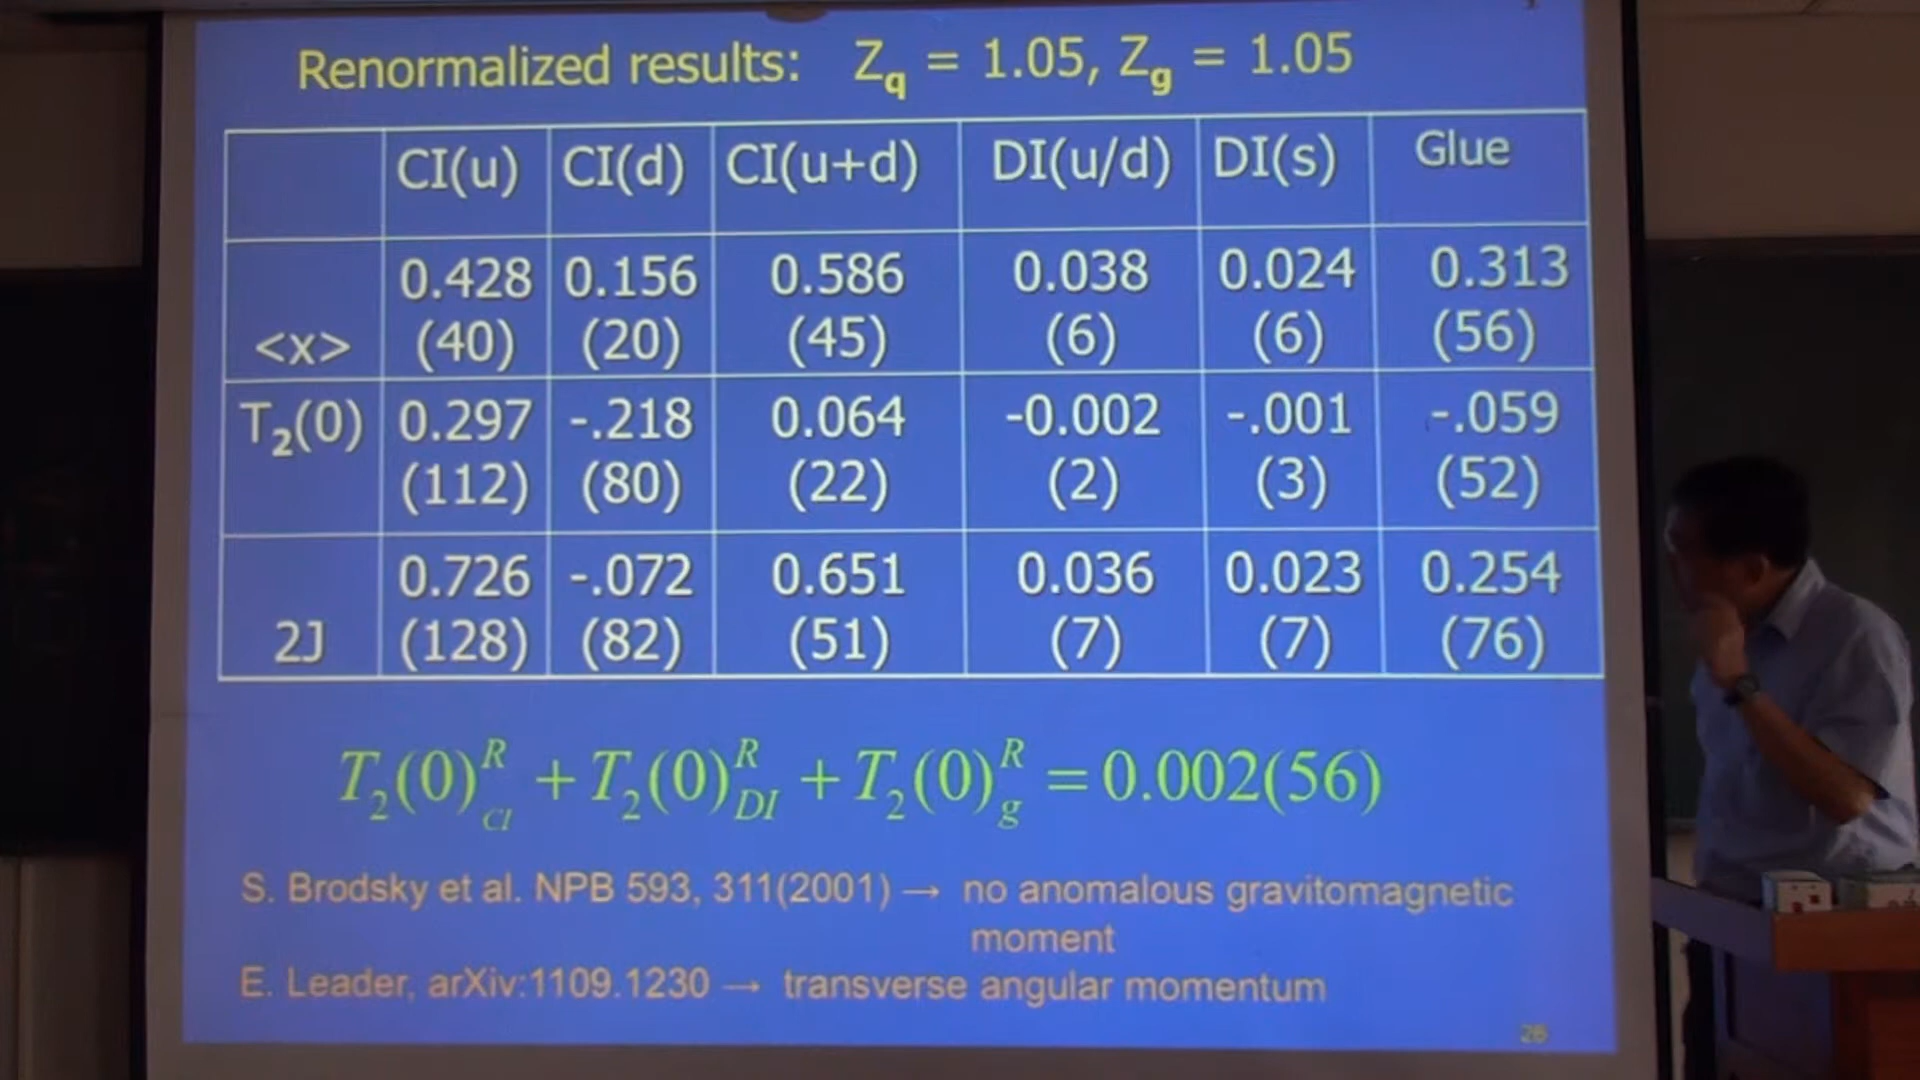 Renormalized results: Z_q = 1.05, Z_g = 1.05
CI(u) CI(d) CI(u+d) DI(u/d) DI(s) Glue
<x> 0.428 (40) 0.156 (20) 0.586 (45) 0.038 (6) 0.024 (6) 0.313 (56)
T₂(0) 0.297 (112) -.218 (80) 0.064 (22) -0.002 (2) -.001 (3) -.059 (52)
2J 0.726 (128) -.072 (82) 0.651 (51) 0.036 (7) 0.023 (7) 0.254 (76)
T₂(0)^R_CI + T₂(0)^R_DI + T₂(0)^R_g = 0.002(56)
S. Brodsky et al. NPB 593, 311(2001) → no anomalous gravitomagnetic
moment
E. Leader, arXiv:1109.1230 → transverse angular momentum
26